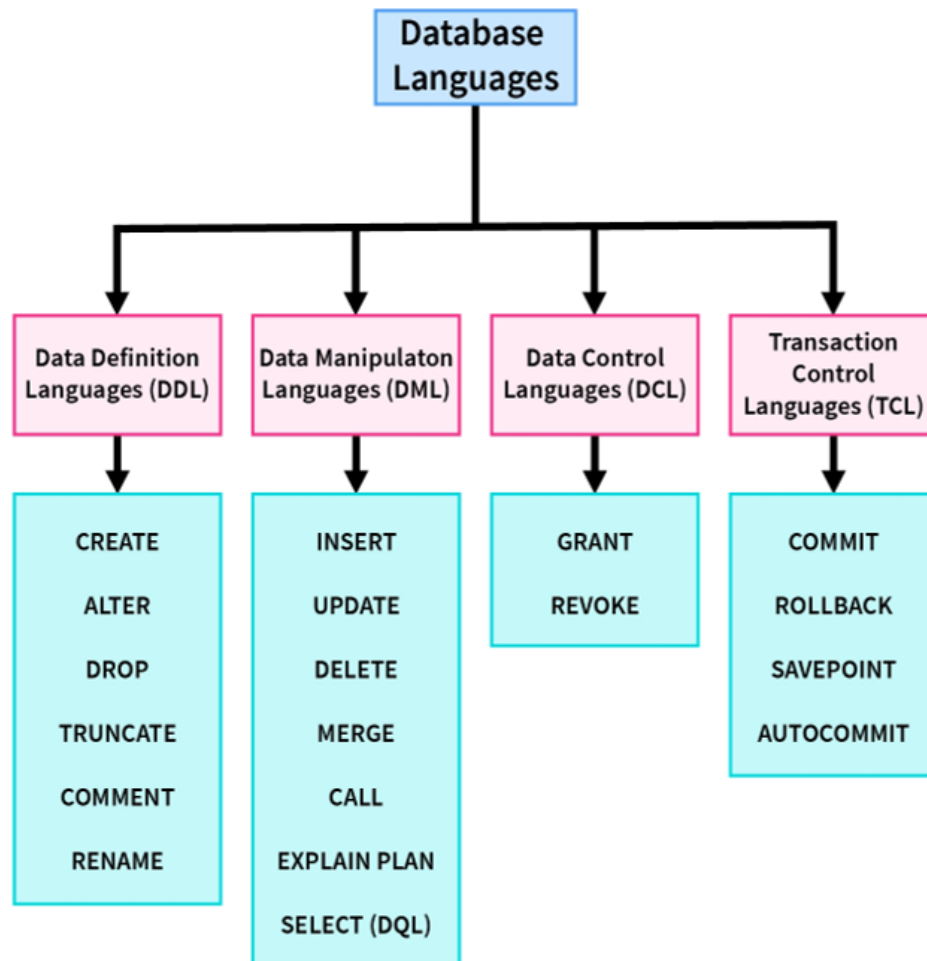 Database
Languages
Data Definition
Languages (DDL)
Data Manipulaton
Languages (DML)
Data Control
Languages (DCL)
Transaction
Control
Languages (TCL)
CREATE
ALTER
DROP
TRUNCATE
COMMENT
RENAME
INSERT
UPDATE
DELETE
MERGE
CALL
EXPLAIN PLAN
SELECT (DQL)
GRANT
REVOKE
COMMIT
ROLLBACK
SAVEPOINT
AUTOCOMMIT